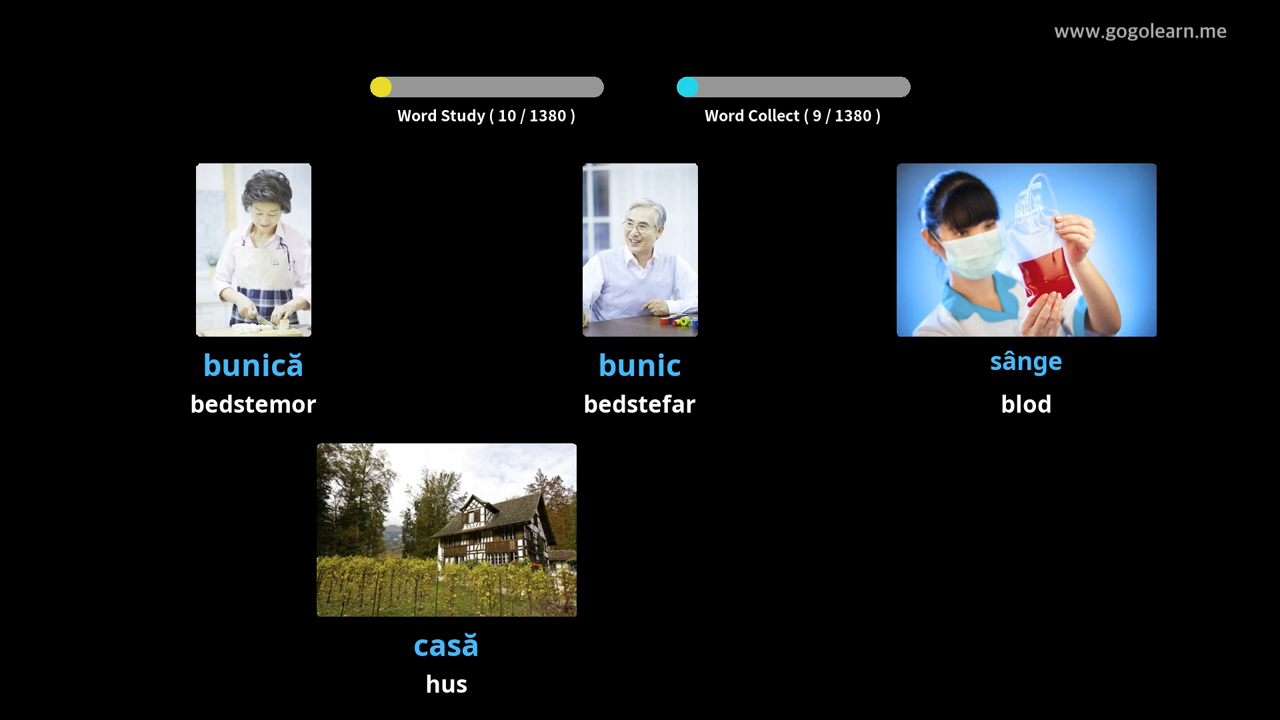 www.gogolearn.me
Word Study ( 10 / 1380 )
Word Collect ( 9 / 1380 )
bunică
bedstemor
bunic
bedstefar
sânge
blod
casă
hus